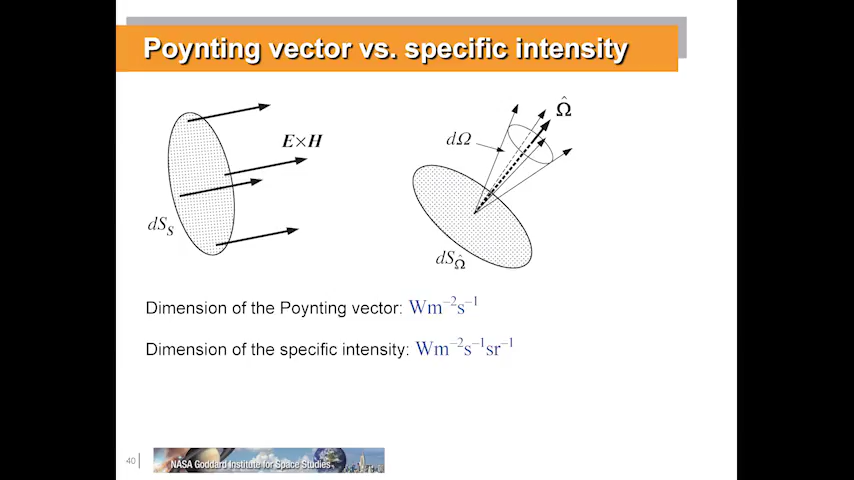 Poynting vector vs. specific intensity
E×H
dS_S
Ω̂
dΩ
dS_Ω̂
Dimension of the Poynting vector: Wm⁻²s⁻¹
Dimension of the specific intensity: Wm⁻²s⁻¹sr⁻¹
40
NASA Goddard Institute for Space Studies